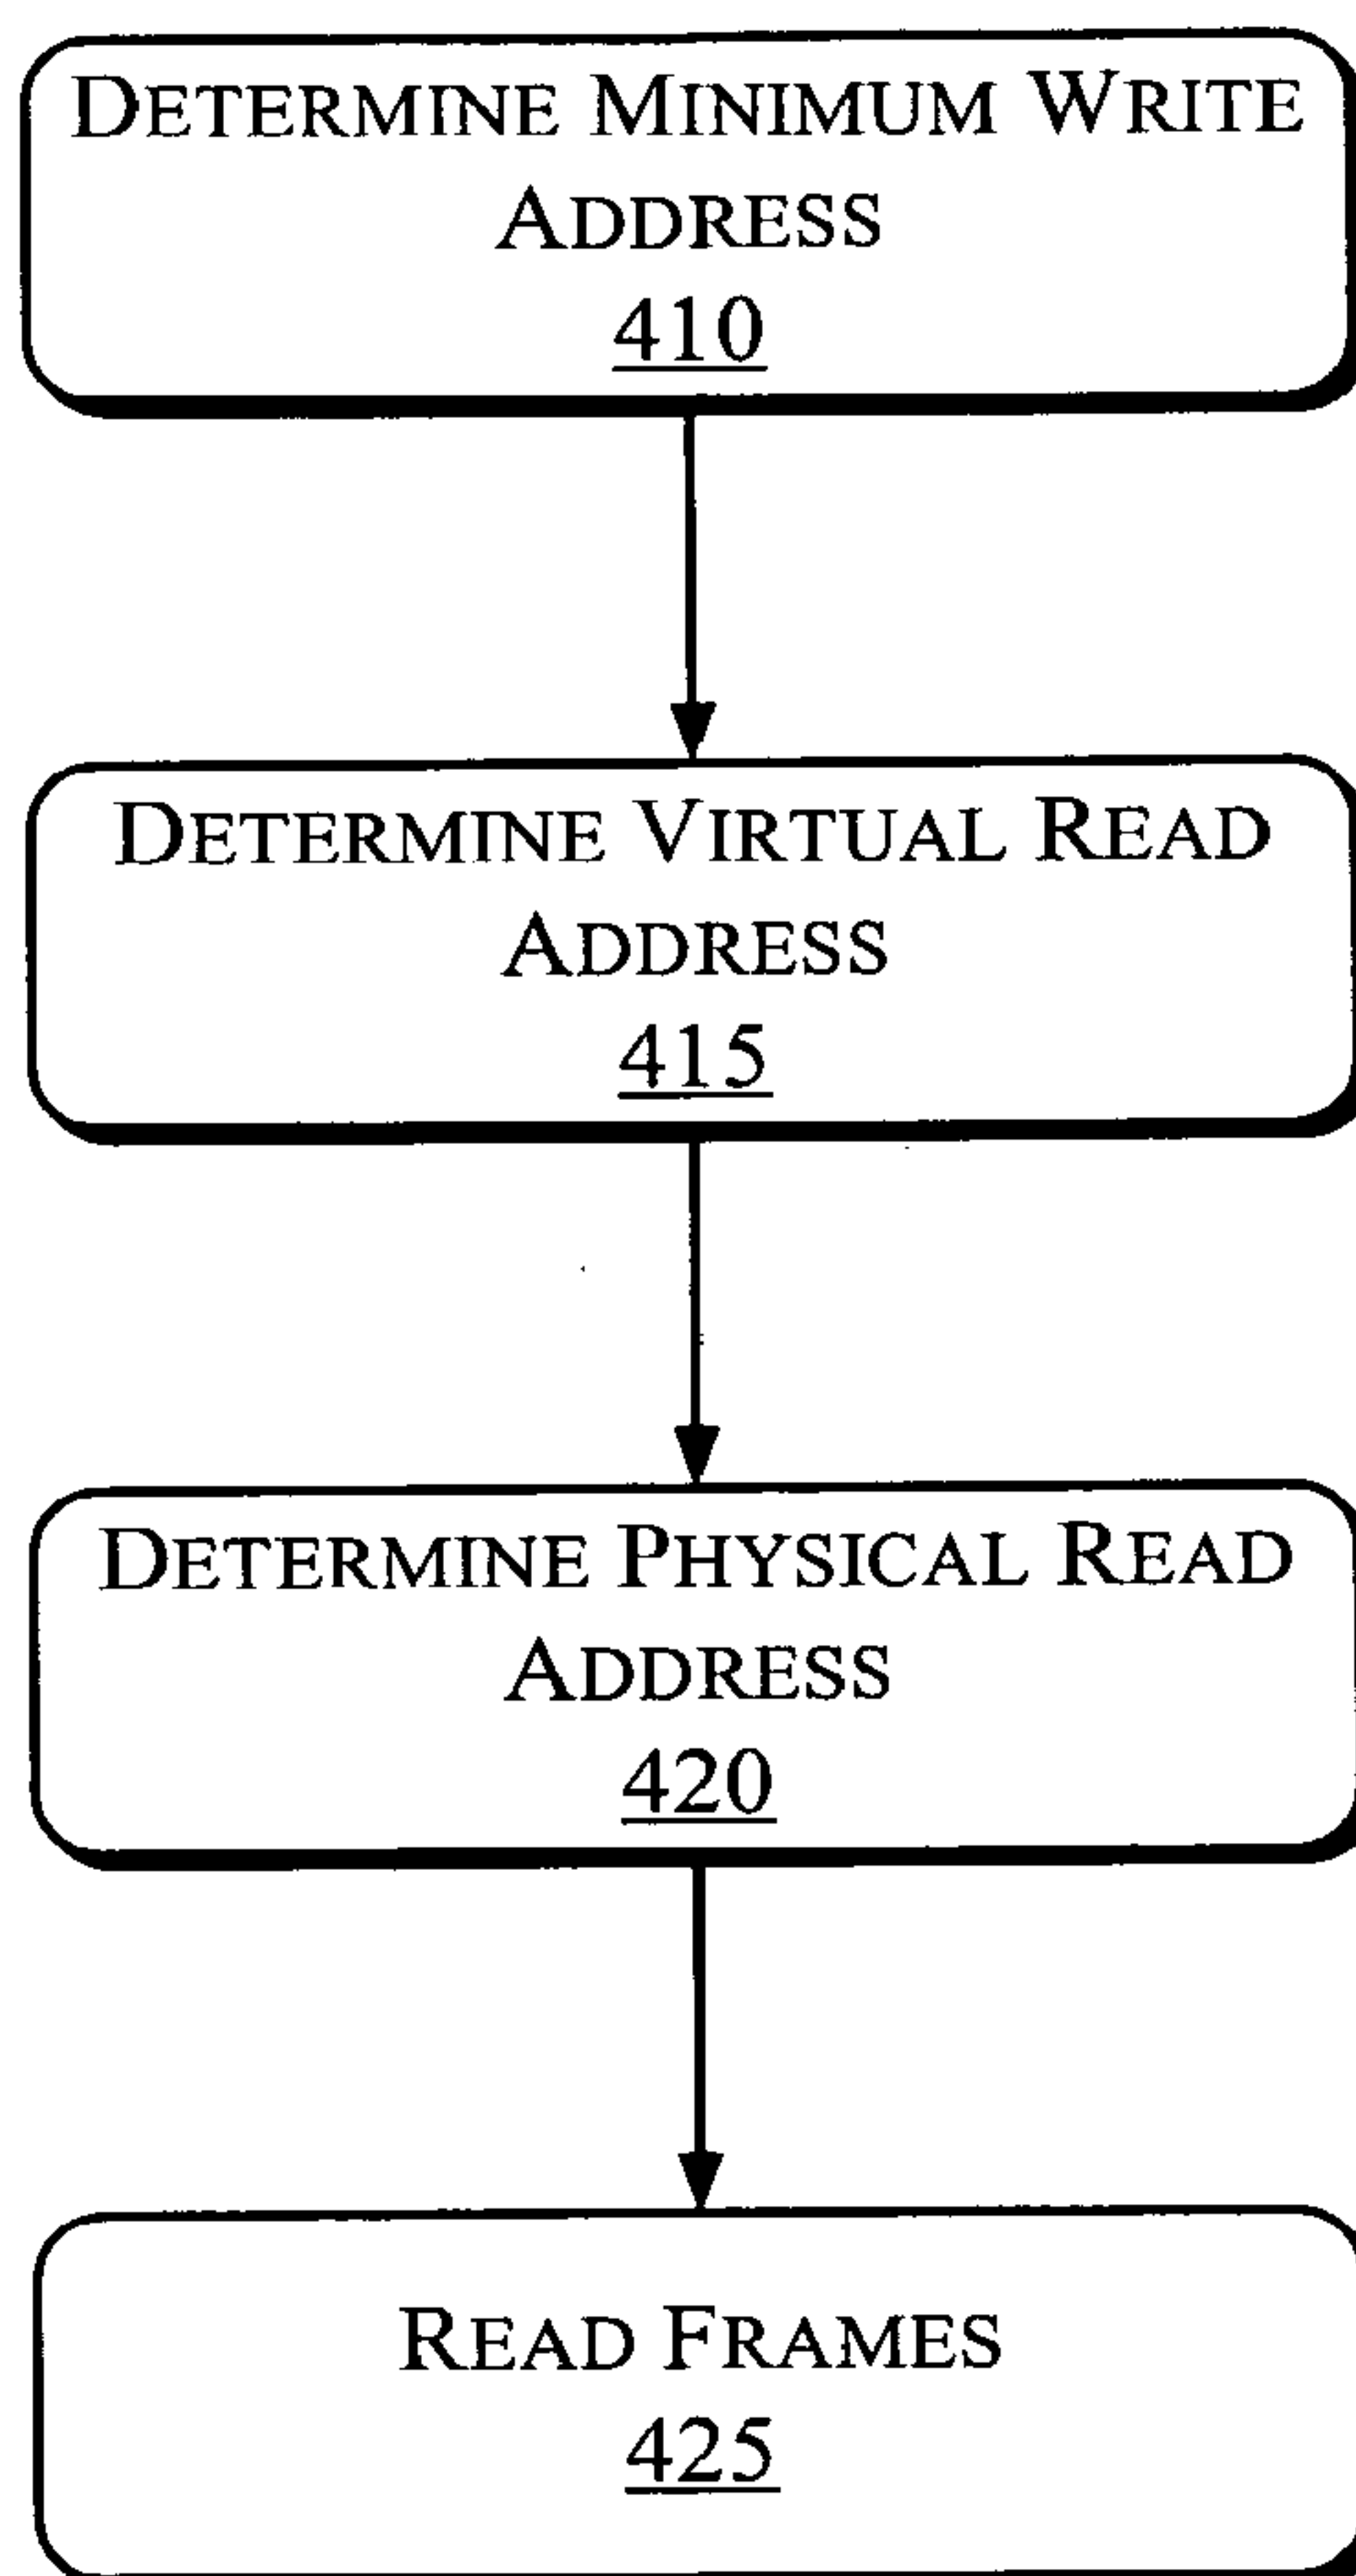 DETERMINE MINIMUM WRITE
ADDRESS
410
DETERMINE VIRTUAL READ
ADDRESS
415
DETERMINE PHYSICAL READ
ADDRESS
420
READ FRAMES
425